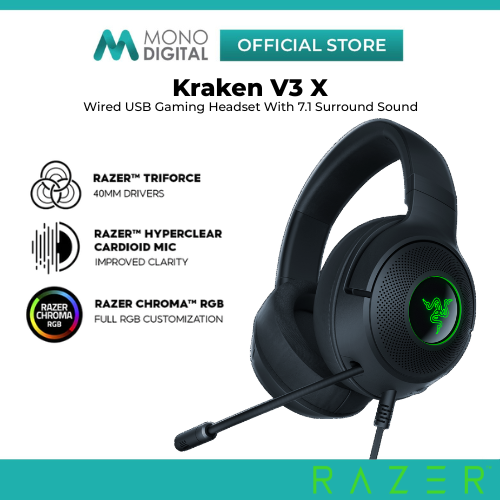 MONO
DIGITAL
OFFICIAL STORE
Kraken V3 X
Wired USB Gaming Headset With 7.1 Surround Sound
RAZER™ TRIFORCE
40MM DRIVERS
RAZER™ HYPERCLEAR
CARDIOID MIC
IMPROVED CLARITY
RAZER
CHROMA
RGB
RAZER CHROMA™ RGB
FULL RGB CUSTOMIZATION
RAZER™